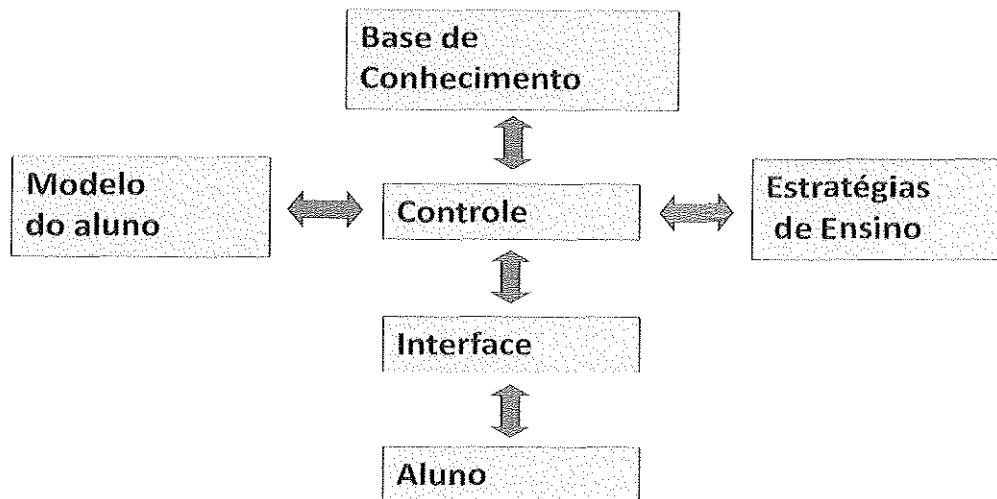 Base de
Conhecimento
Modelo
do aluno
Controle
Estratégias
de Ensino
Interface
Aluno